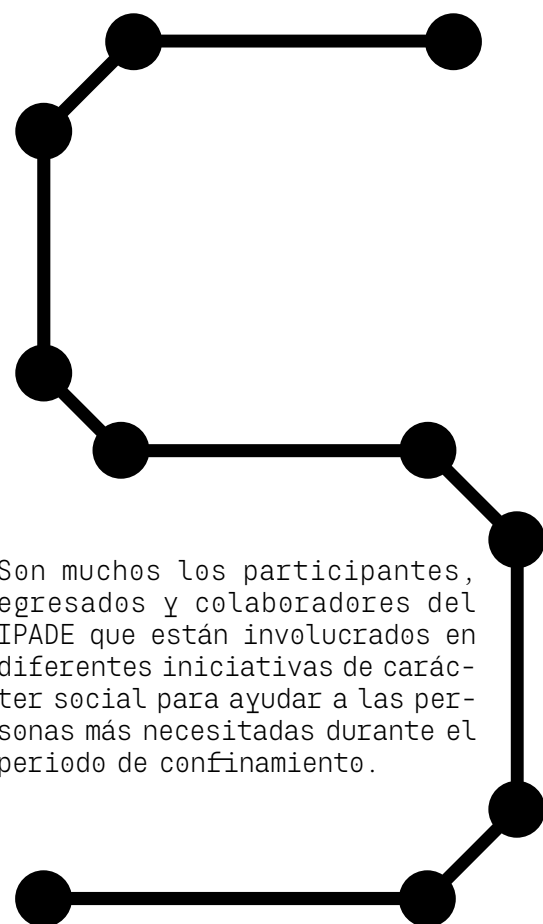 Son muchos los participantes,
egresados y colaboradores del
IPADE que están involucrados en
diferentes iniciativas de carác-
ter social para ayudar a las per-
sonas más necesitadas durante el
periodo de confinamiento.